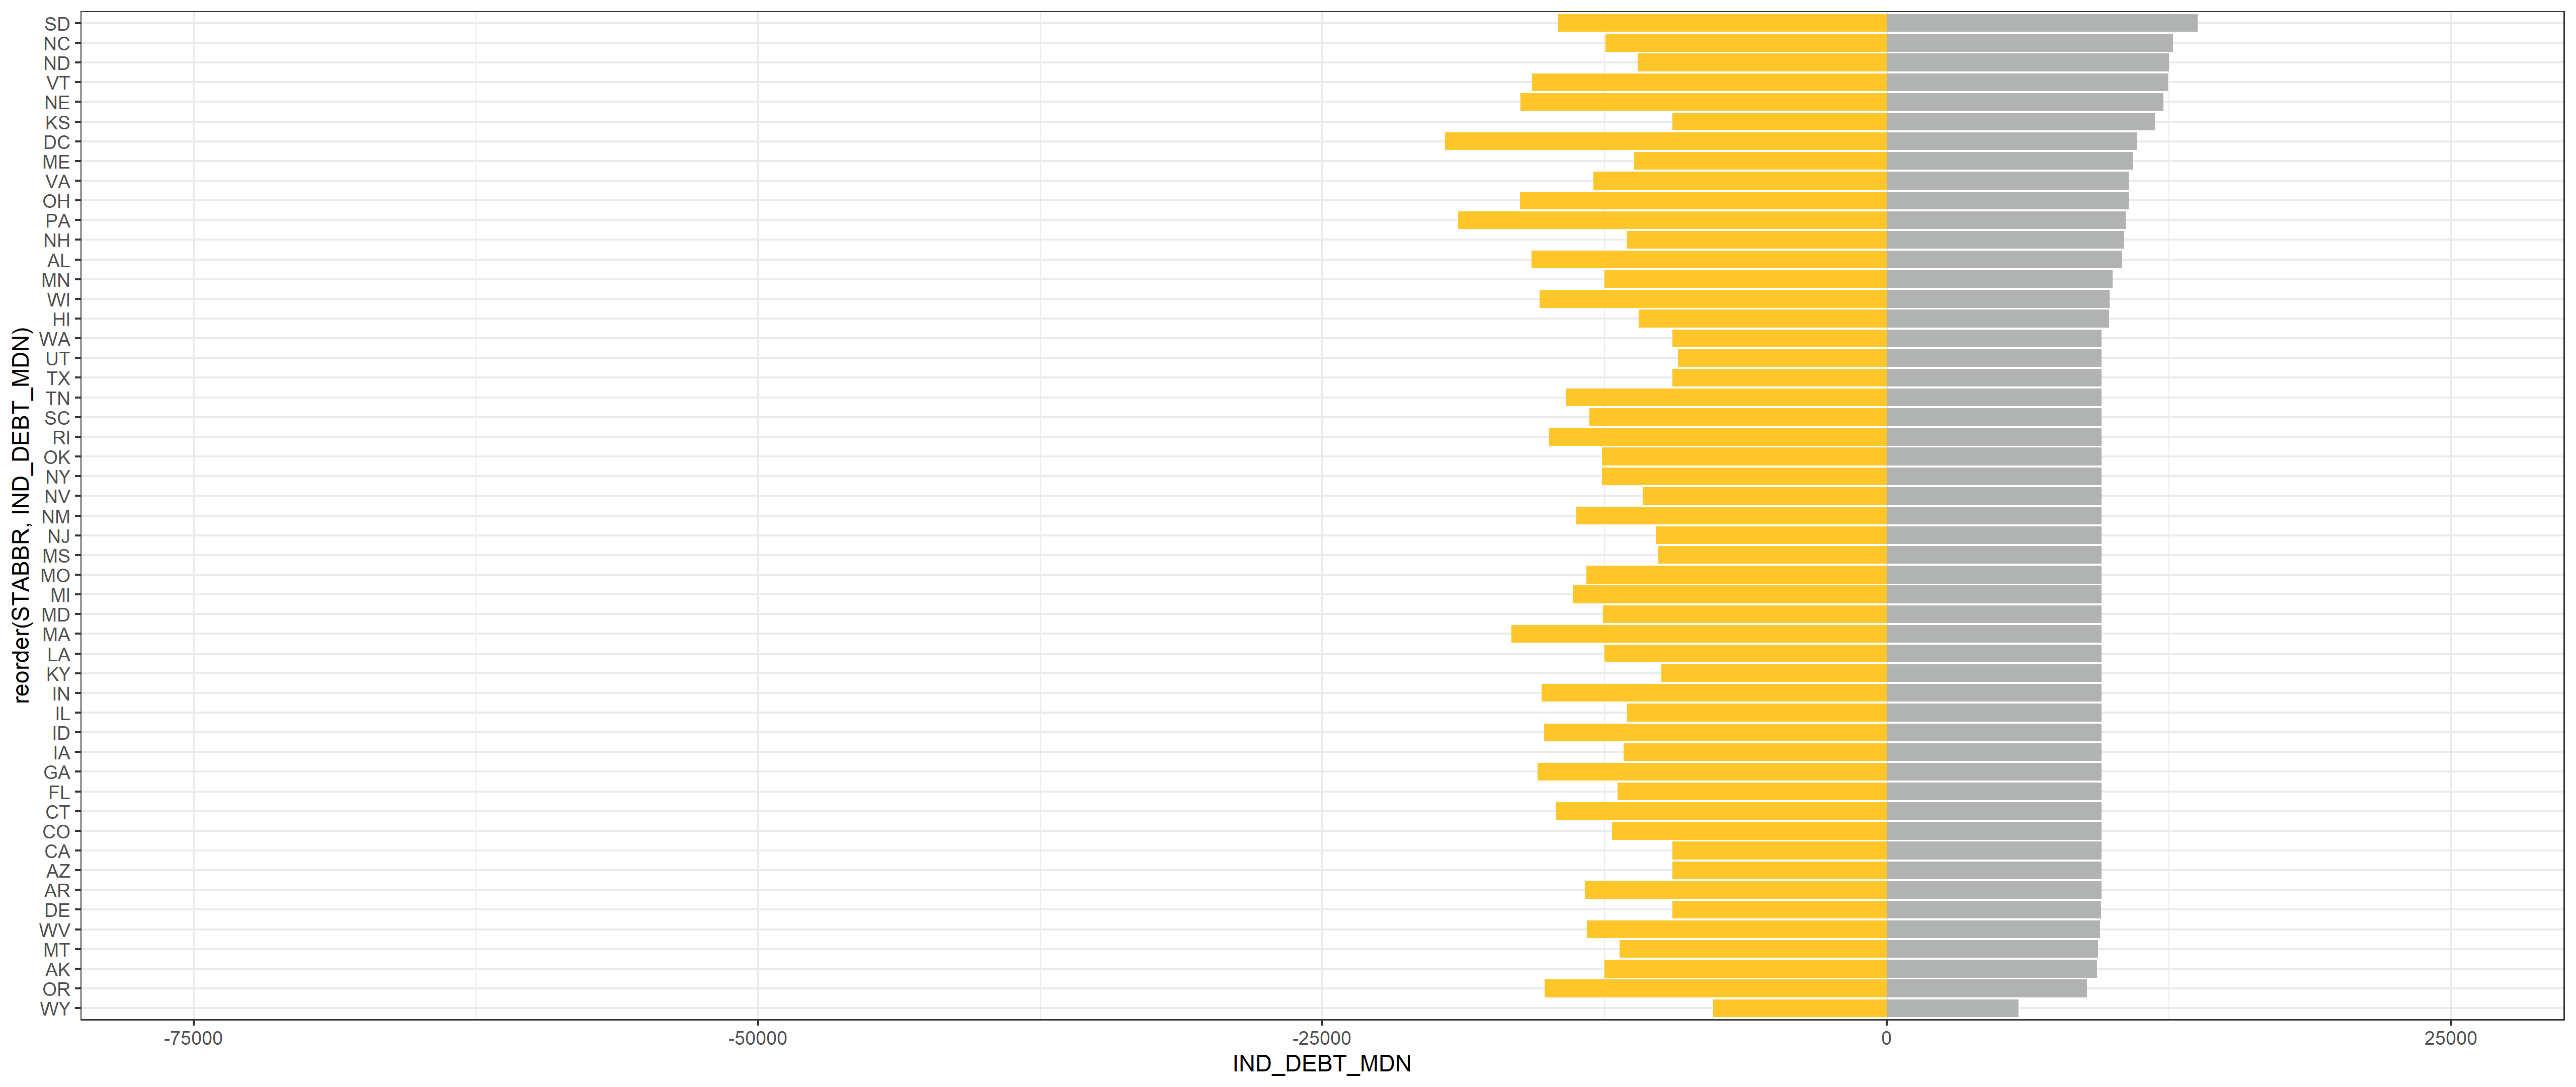 reorder(STABBR, IND_DEBT_MDN)
SD
NC
ND
VT
NE
KS
DC
ME
VA
OH
PA
NH
AL
MN
WI
HI
WA
UT
TX
TN
SC
RI
OK
NY
NV
NM
NJ
MS
MO
MI
MD
MA
LA
KY
IN
IL
ID
IA
GA
FL
CT
CO
CA
AZ
AR
DE
WV
MT
AK
OR
WY
-75000 -50000 -25000 0 25000
IND_DEBT_MDN